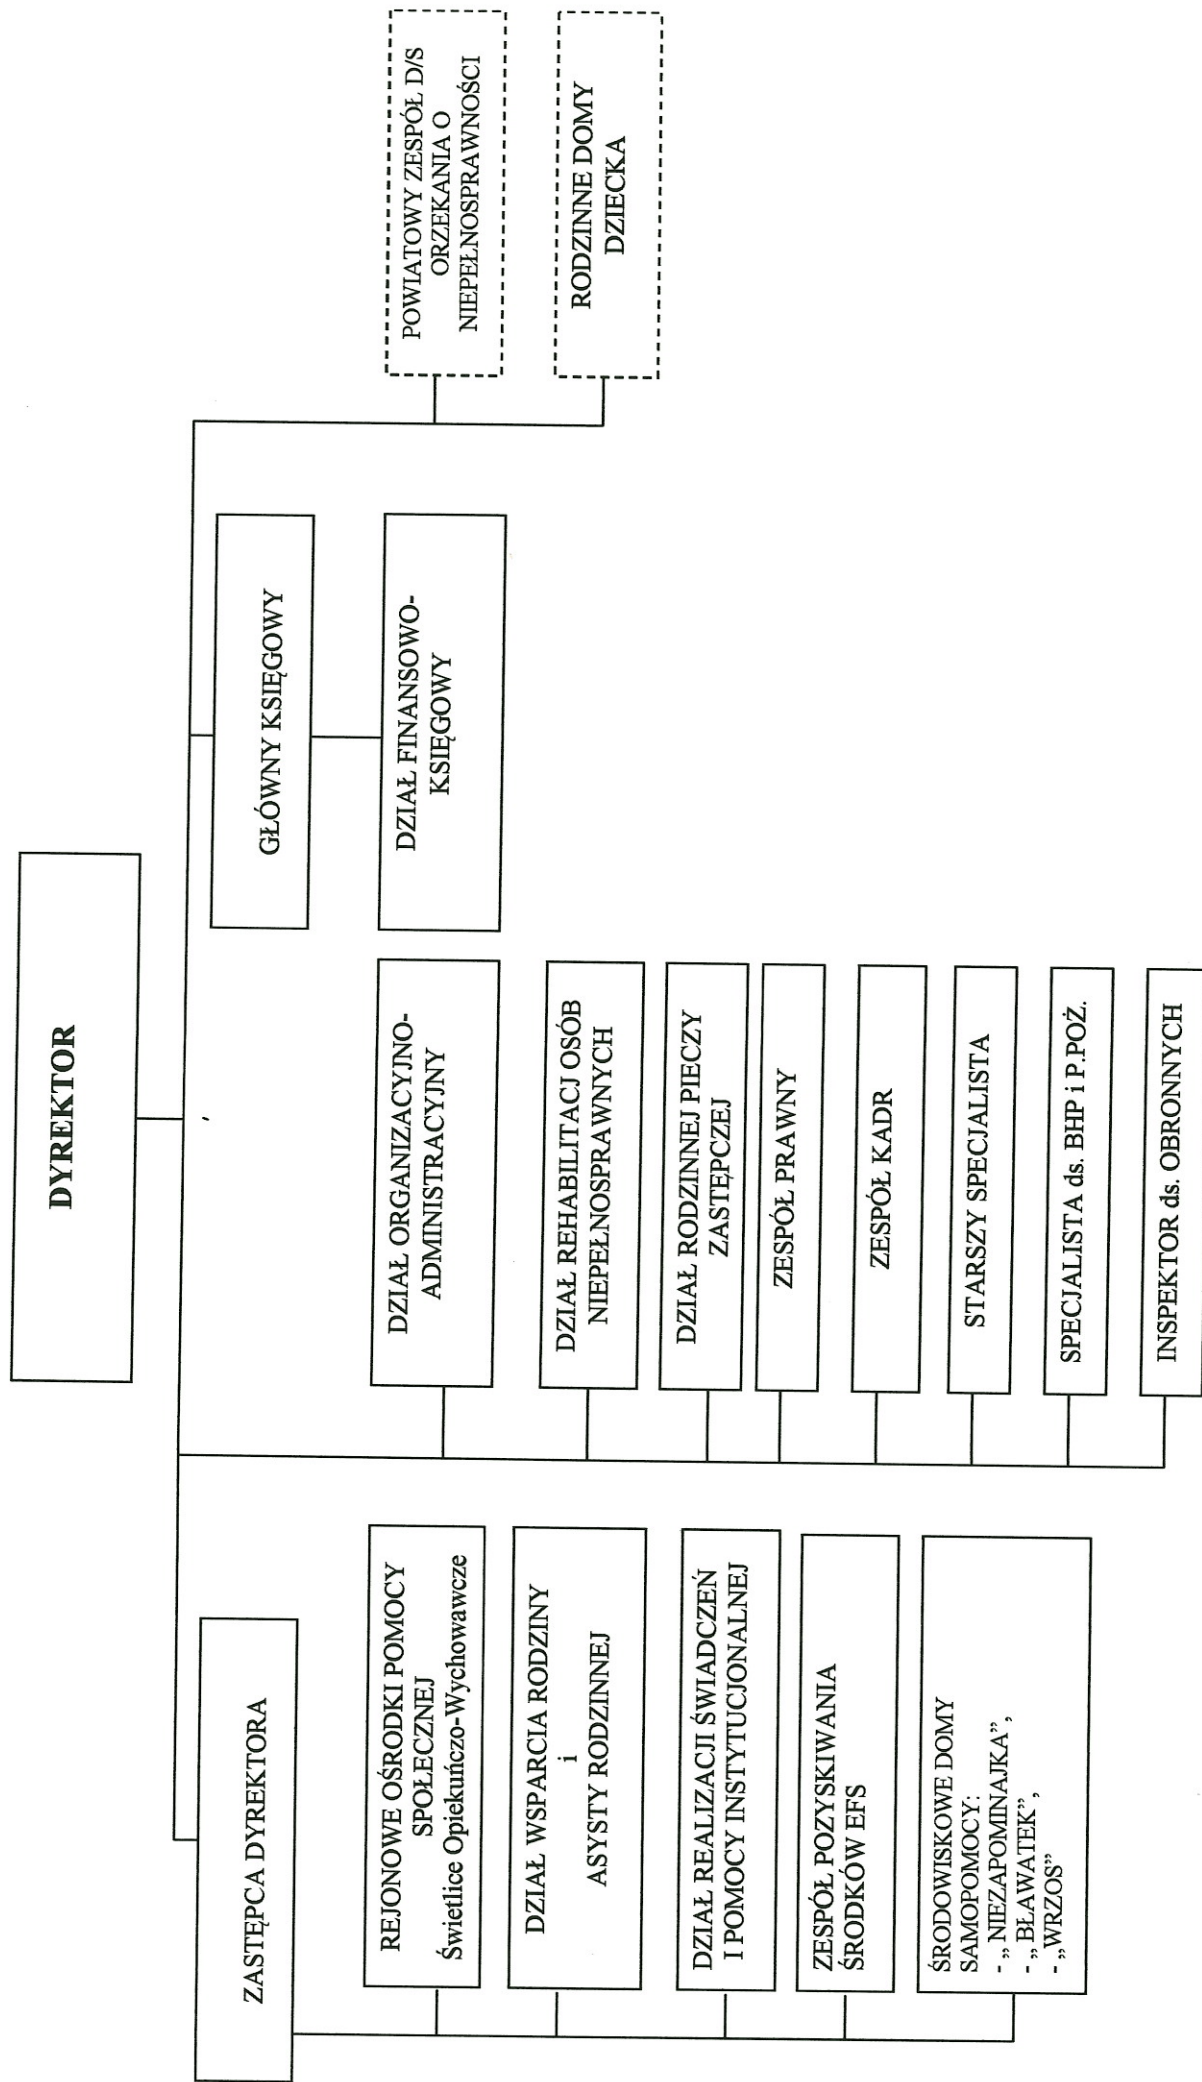 DYREKTOR
ZASTĘPCA DYREKTORA
REJONOWE OŚRODKI POMOCY
SPOŁECZNEJ
Świetlice Opiekuńczo-Wychowawcze
DZIAŁ WSPARCIA RODZINY
i
ASYSTY RODZINNEJ
DZIAŁ REALIZACJI ŚWIADCZEŃ
I POMOCY INSTYTUCJONALNEJ
ZESPÓŁ POZYSKIWANIA
ŚRODKÓW EFS
ŚRODOWISKOWE DOMY
SAMOPOMOCY:
- „ NIEZAPOMINAJKA”,
- „ BŁAWATEK”,
- „WRZOS”
DZIAŁ ORGANIZACYJNO-
ADMINISTRACYJNY
DZIAŁ REHABILITACJ OSÓB
NIEPEŁNOSPRAWNYCH
DZIAŁ RODZINNEJ PIECZY
ZASTĘPCZEJ
ZESPÓŁ PRAWNY
ZESPÓŁ KADR
STARSZY SPECJALISTA
SPECJALISTA ds. BHP i P.POŻ.
INSPEKTOR ds. OBRONNYCH
GŁÓWNY KSIĘGOWY
DZIAŁ FINANSOWO-
KSIĘGOWY
POWIATOWY ZESPÓŁ D/S
ORZEKANIA O
NIEPEŁNOSPRAWNOŚCI
RODZINNE DOMY
DZIECKA